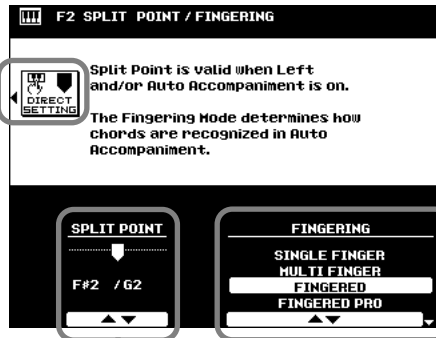 F2 SPLIT POINT / FINGERING
Split Point is valid when Left
and/or Auto Accompaniment is on.
DIRECT
SETTING
The Fingering Mode determines how
chords are recognized in Auto
Accompaniment.
SPLIT POINT
F#2 / G2
FINGERING
SINGLE FINGER
MULTI FINGER
FINGERED
FINGERED PRO